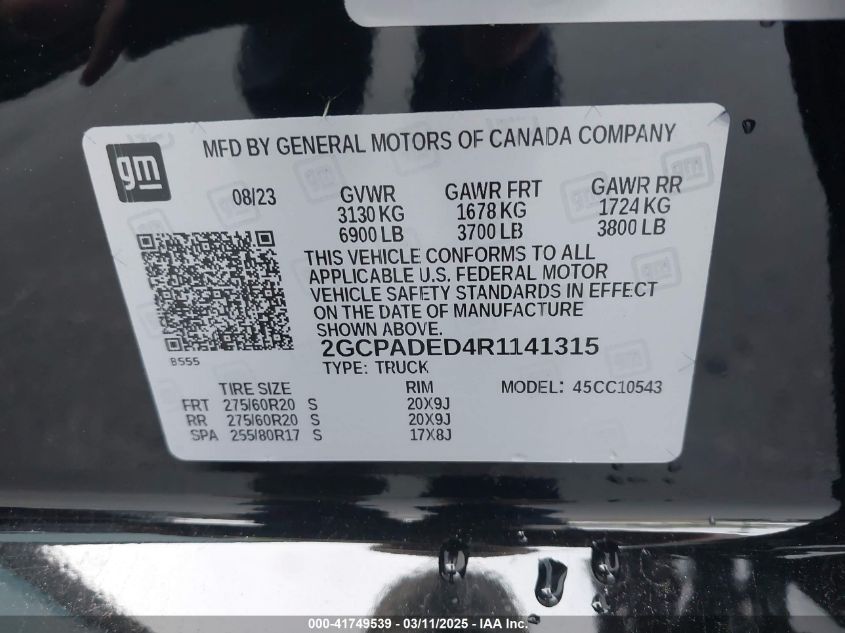 gm
MFD BY GENERAL MOTORS OF CANADA COMPANY
08/23 GVWR GAWR FRT GAWR RR
3130 KG 1678 KG 1724 KG
6900 LB 3700 LB 3800 LB
THIS VEHICLE CONFORMS TO ALL
APPLICABLE U.S. FEDERAL MOTOR
VEHICLE SAFETY STANDARDS IN EFFECT
ON THE DATE OF MANUFACTURE
SHOWN ABOVE.
2GCPADED4R1141315
8555
TYPE: TRUCK
TIRE SIZE RIM MODEL: 45CC10543
FRT 275/60R20 S 20X9J
RR 275/60R20 S 20X9J
SPA 255/80R17 S 17X8J
000-41749539 — 03/11/2025 — IAA Inc.